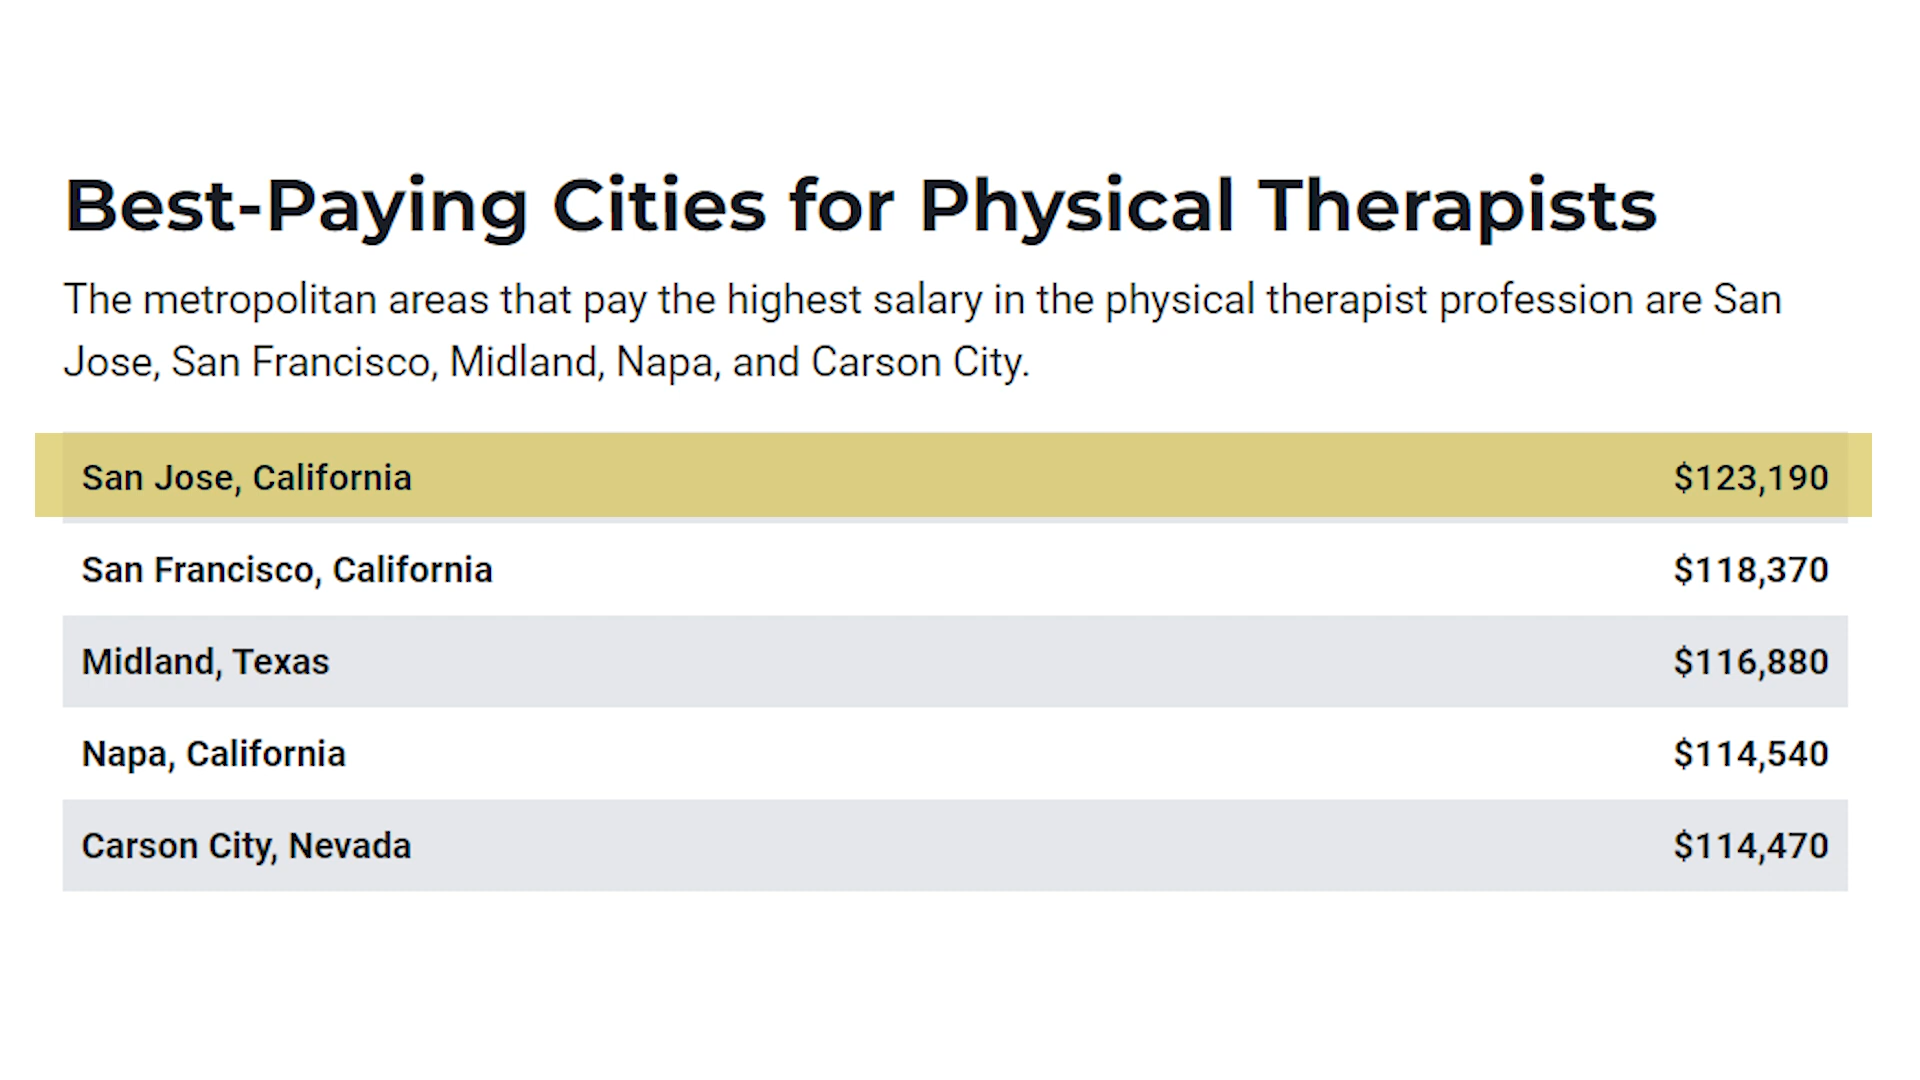 Best-Paying Cities for Physical Therapists
The metropolitan areas that pay the highest salary in the physical therapist profession are San
Jose, San Francisco, Midland, Napa, and Carson City.
San Jose, California $123,190
San Francisco, California $118,370
Midland, Texas $116,880
Napa, California $114,540
Carson City, Nevada $114,470